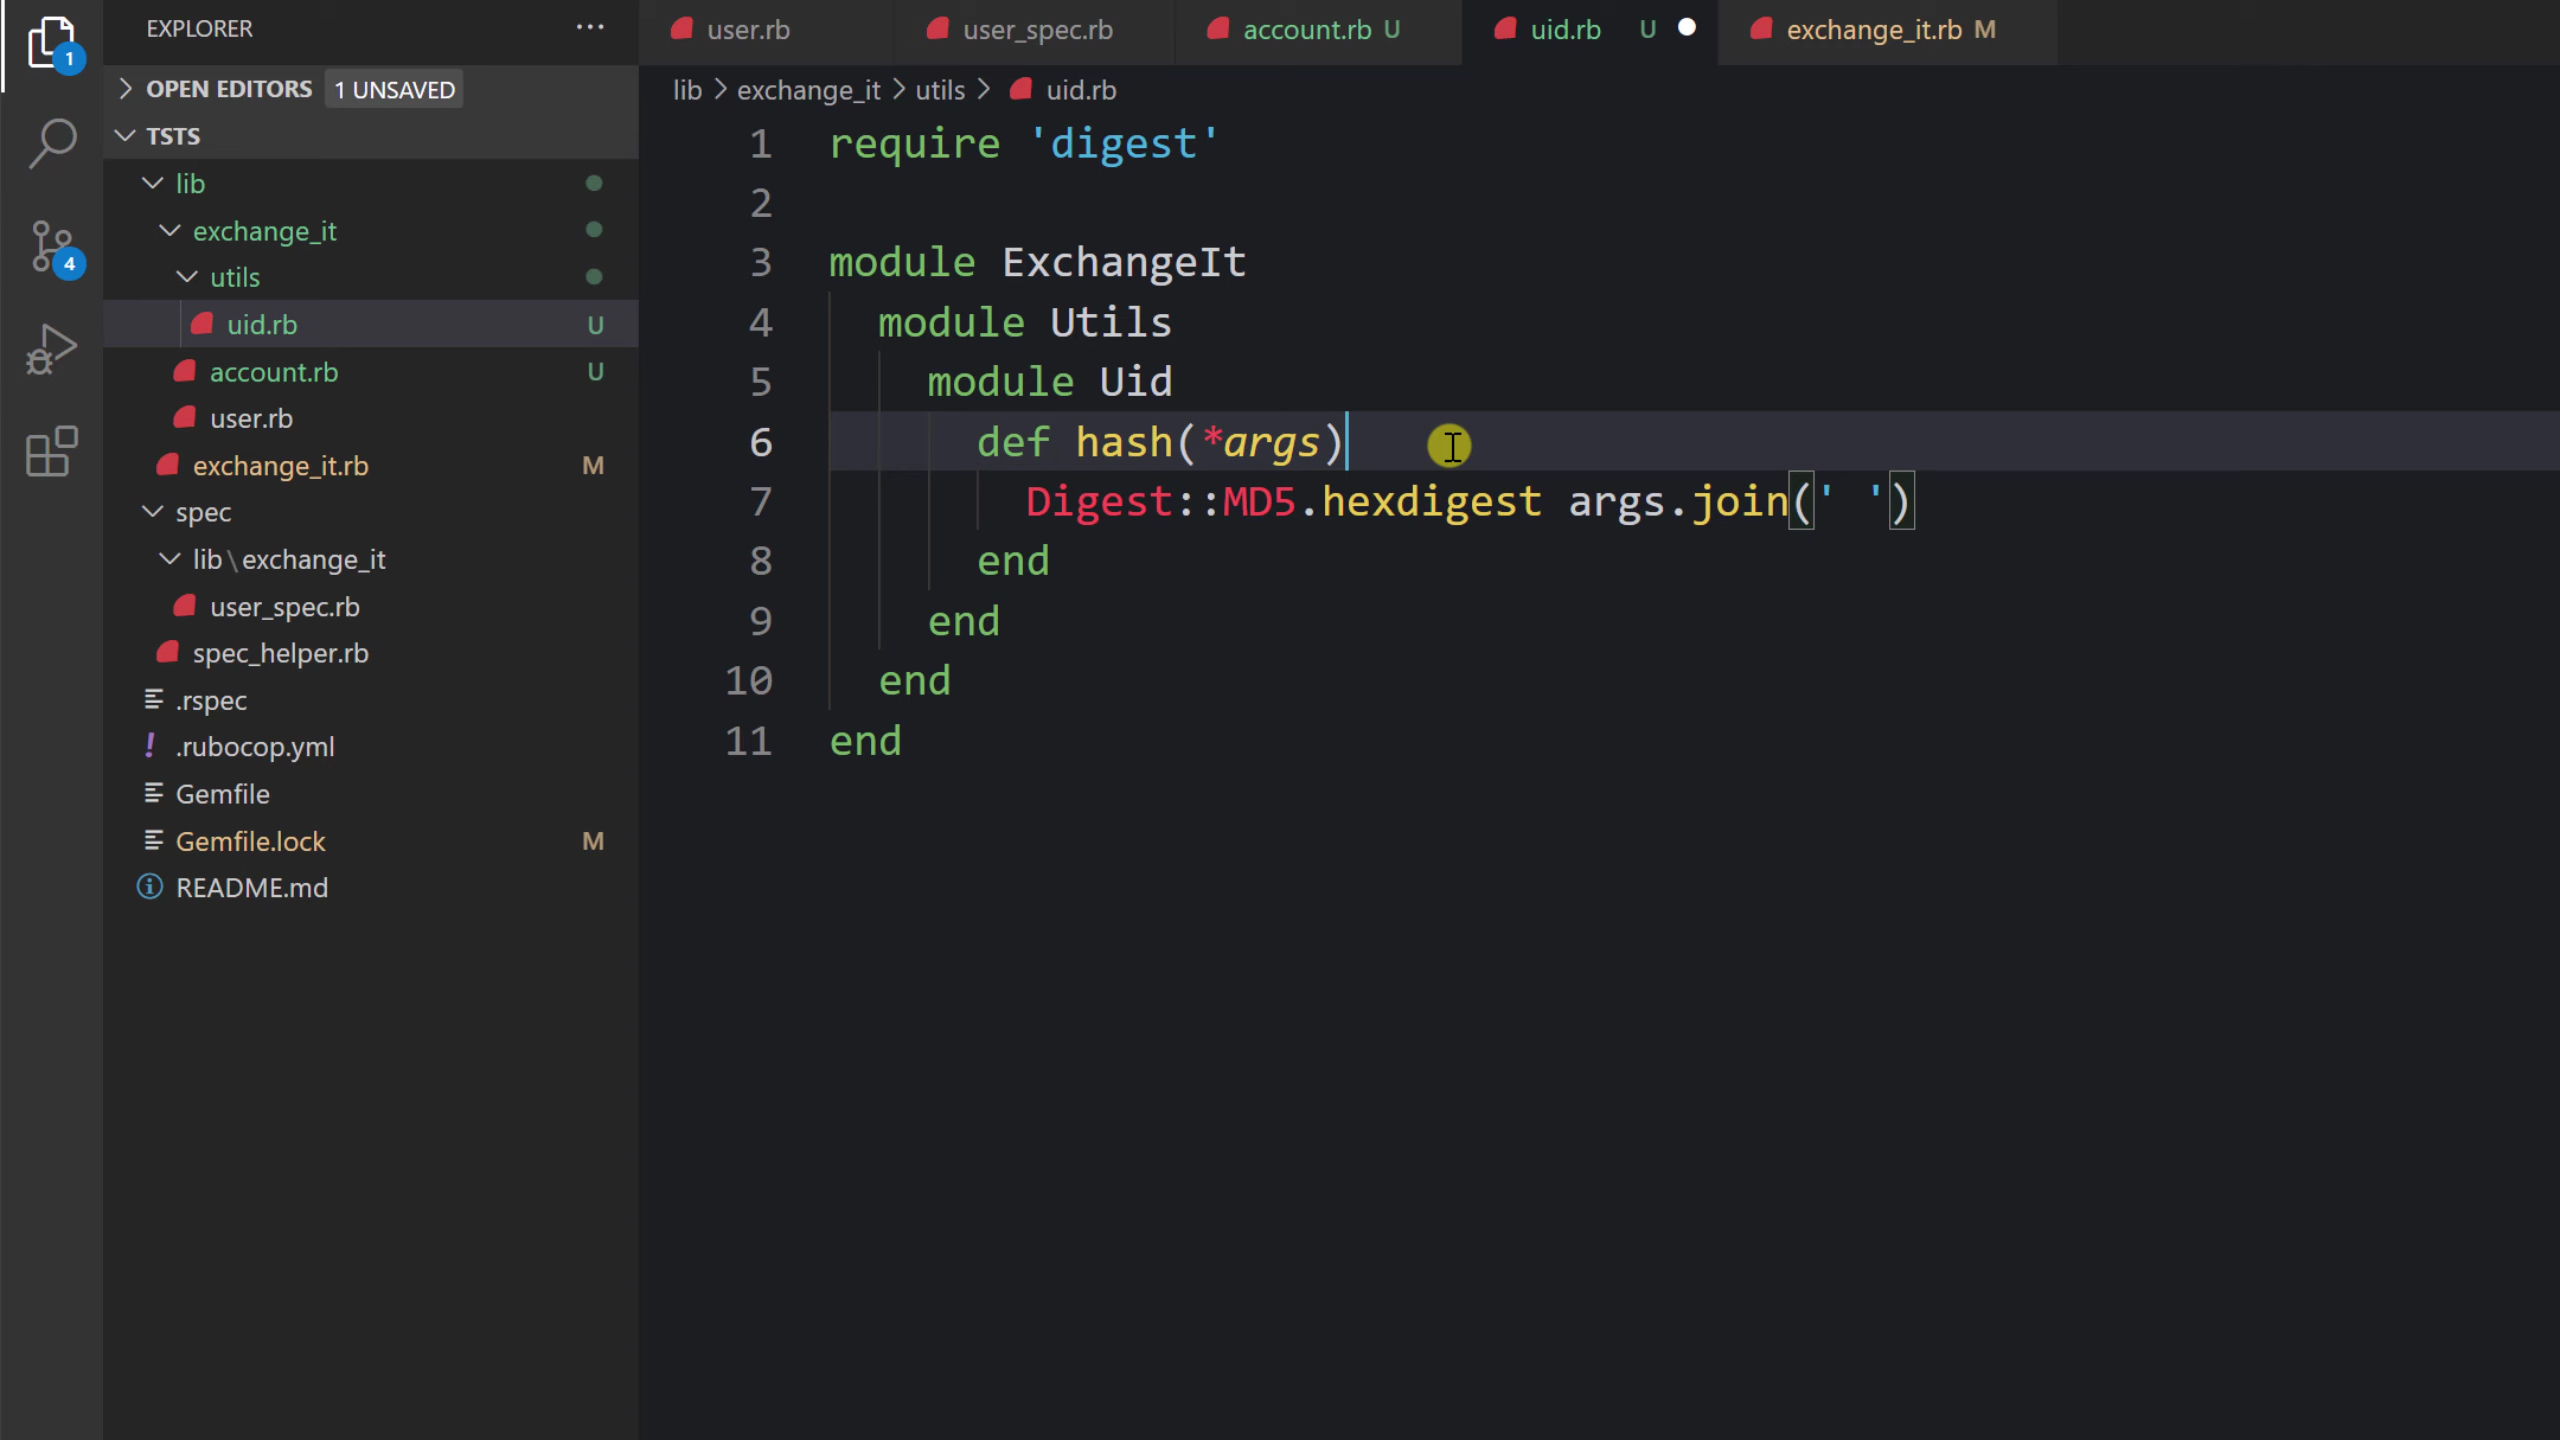 EXPLORER
OPEN EDITORS 1 UNSAVED
TSTS
lib
exchange_it
utils
uid.rb U
account.rb U
user.rb
exchange_it.rb M
spec
lib\exchange_it
user_spec.rb
spec_helper.rb
.rspec
! .rubocop.yml
Gemfile
Gemfile.lock M
README.md
1
4
user.rb
user_spec.rb
account.rb U
uid.rb U
exchange_it.rb M
lib > exchange_it > utils > uid.rb
1 require 'digest'
2
3 module ExchangeIt
4 module Utils
5 module Uid
6 def hash(*args)
7 Digest::MD5.hexdigest args.join(' ')
8 end
9 end
10 end
11 end